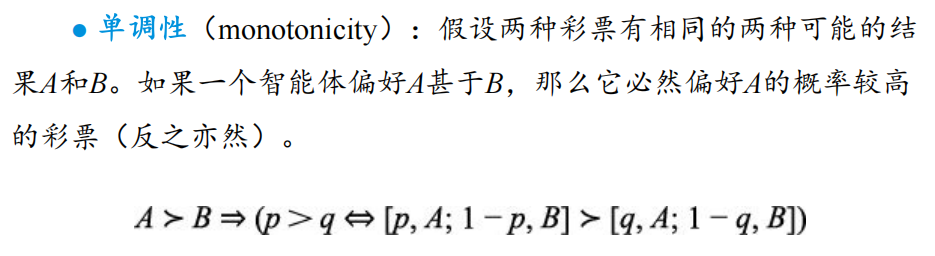 ● 单调性（monotonicity）：假设两种彩票有相同的两种可能的结
果A和B。如果一个智能体偏好A甚于B，那么它必然偏好A的概率较高
的彩票（反之亦然）。
A ≻ B ⇒ (p > q ⇔ [p, A; 1 − p, B] ≻ [q, A; 1 − q, B])